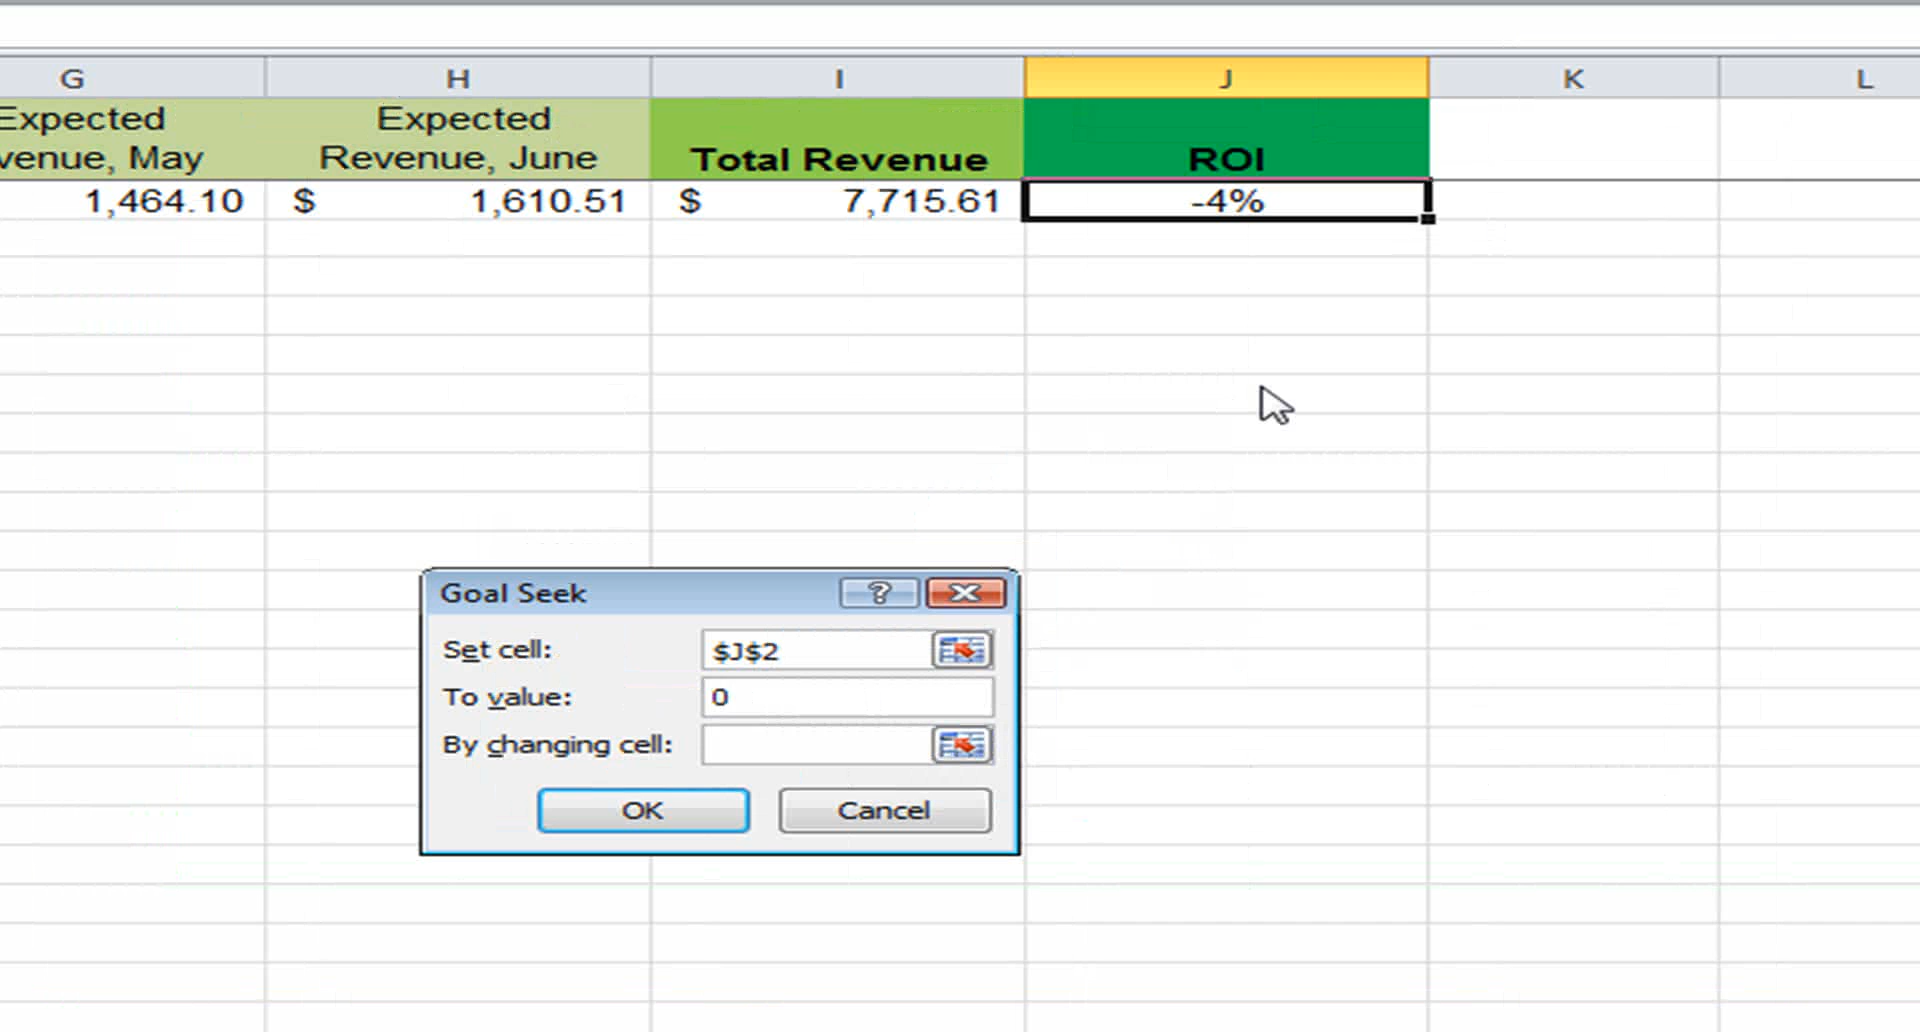 G H I J K L
Expected Expected
venue, May Revenue, June Total Revenue ROI
1,464.10 $ 1,610.51 $ 7,715.61 -4%
Goal Seek ?
Set cell: $J$2
To value: 0
By changing cell:
OK Cancel